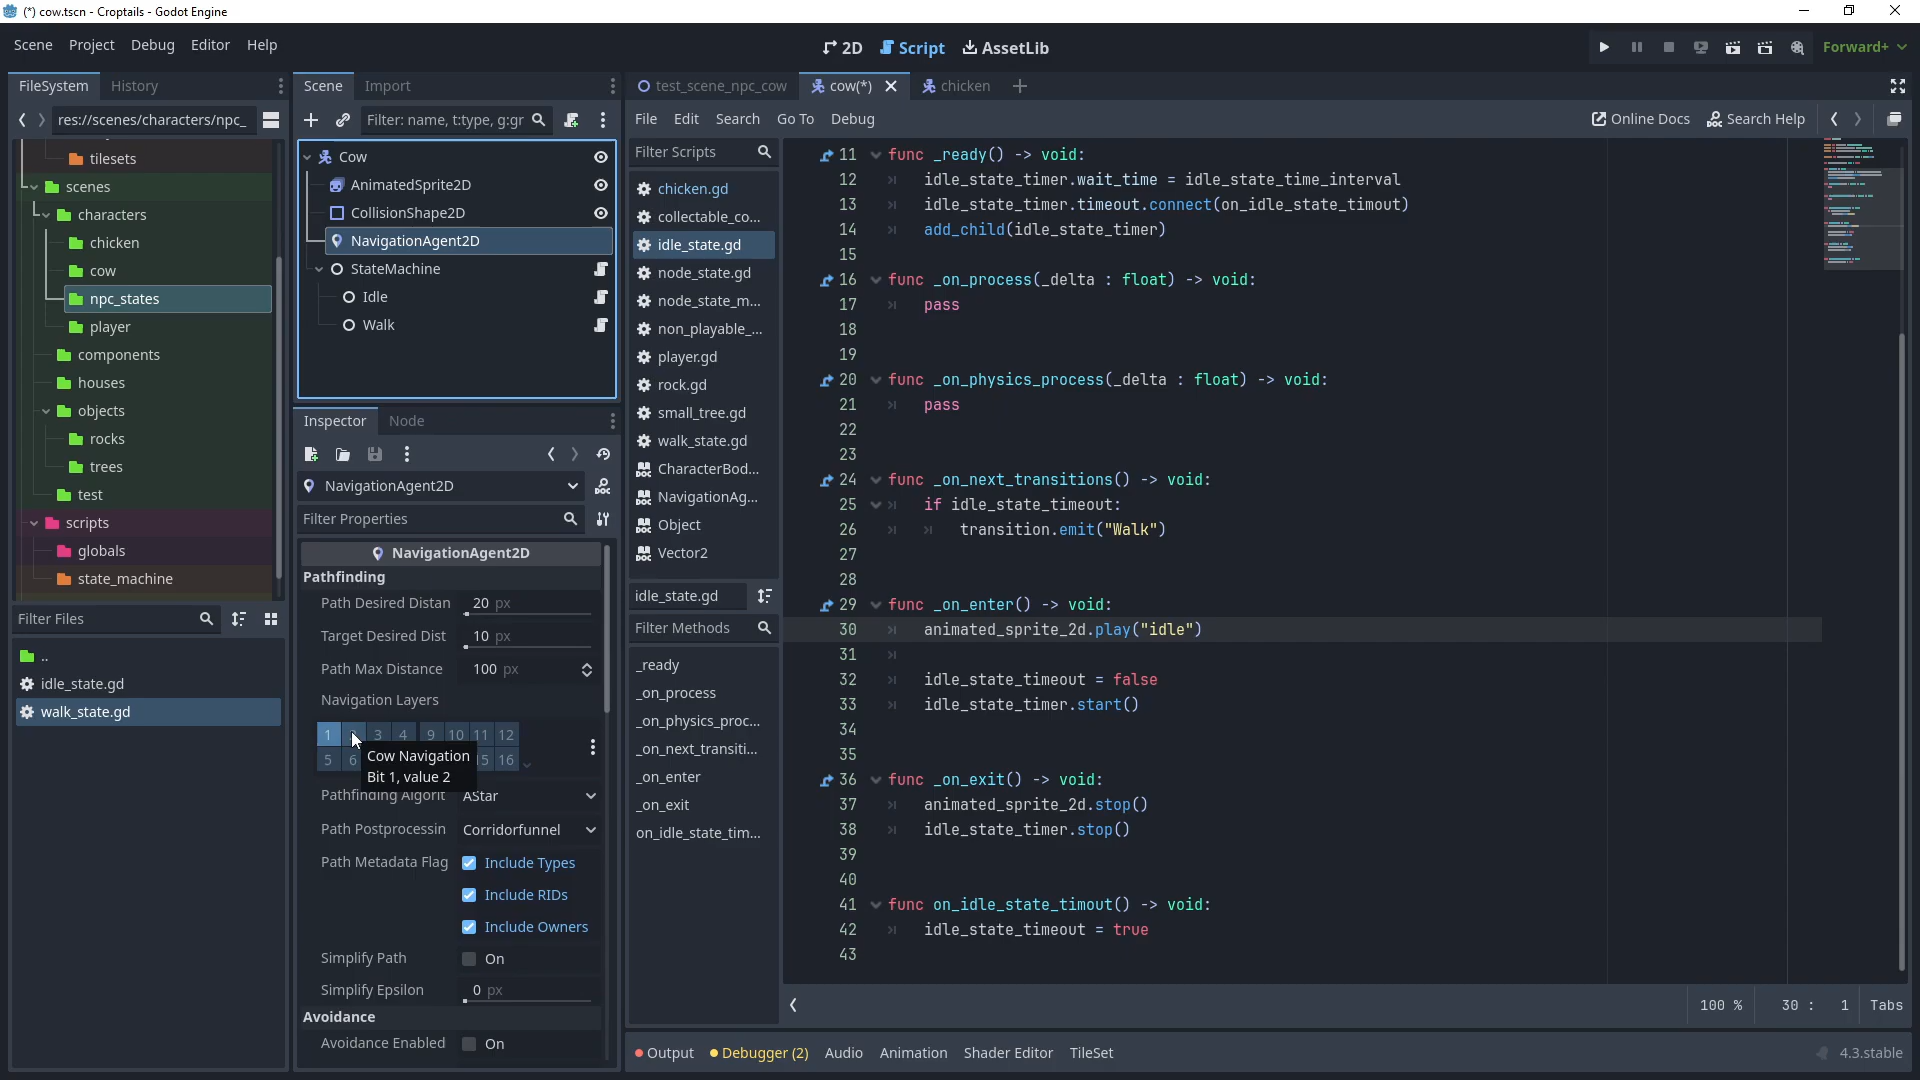 (*) cow.tscn - Croptails - Godot Engine
Scene Project Debug Editor Help
2D Script AssetLib
Forward+
FileSystem History
res://scenes/characters/npc_
tilesets
scenes
characters
chicken
cow
npc_states
player
components
houses
objects
rocks
trees
test
scripts
globals
state_machine
Filter Files
..
idle_state.gd
walk_state.gd
Scene Import
Filter: name, t:type, g:gr
Cow
AnimatedSprite2D
CollisionShape2D
NavigationAgent2D
StateMachine
Idle
Walk
Inspector Node
NavigationAgent2D
Filter Properties
NavigationAgent2D
Pathfinding
Path Desired Distan 20 px
Target Desired Dist 10 px
Path Max Distance 100 px
Navigation Layers
1 3 4 9 10 11 12
5 6 5 16
Cow Navigation
Bit 1, value 2
Pathfinding Algorit AStar
Path Postprocessin Corridorfunnel
Path Metadata Flag Include Types
Include RIDs
Include Owners
Simplify Path On
Simplify Epsilon 0 px
Avoidance
Avoidance Enabled On
test_scene_npc_cow cow(*) chicken
File Edit Search Go To Debug
Online Docs Search Help
Filter Scripts
chicken.gd
collectable_co...
idle_state.gd
node_state.gd
node_state_m...
non_playable_...
player.gd
rock.gd
small_tree.gd
walk_state.gd
CharacterBod...
NavigationAg...
Object
Vector2
idle_state.gd
Filter Methods
_ready
_on_process
_on_physics_proc...
_on_next_transiti...
_on_enter
_on_exit
on_idle_state_tim...
11 func _ready() -> void:
12 idle_state_timer.wait_time = idle_state_time_interval
13 idle_state_timer.timeout.connect(on_idle_state_timout)
14 add_child(idle_state_timer)
15
16 func _on_process(_delta : float) -> void:
17 pass
18
19
20 func _on_physics_process(_delta : float) -> void:
21 pass
22
23
24 func _on_next_transitions() -> void:
25 if idle_state_timeout:
26 transition.emit("Walk")
27
28
29 func _on_enter() -> void:
30 animated_sprite_2d.play("idle")
31
32 idle_state_timeout = false
33 idle_state_timer.start()
34
35
36 func _on_exit() -> void:
37 animated_sprite_2d.stop()
38 idle_state_timer.stop()
39
40
41 func on_idle_state_timout() -> void:
42 idle_state_timeout = true
43
100 % 30 : 1 Tabs
Output Debugger (2) Audio Animation Shader Editor TileSet
4.3.stable